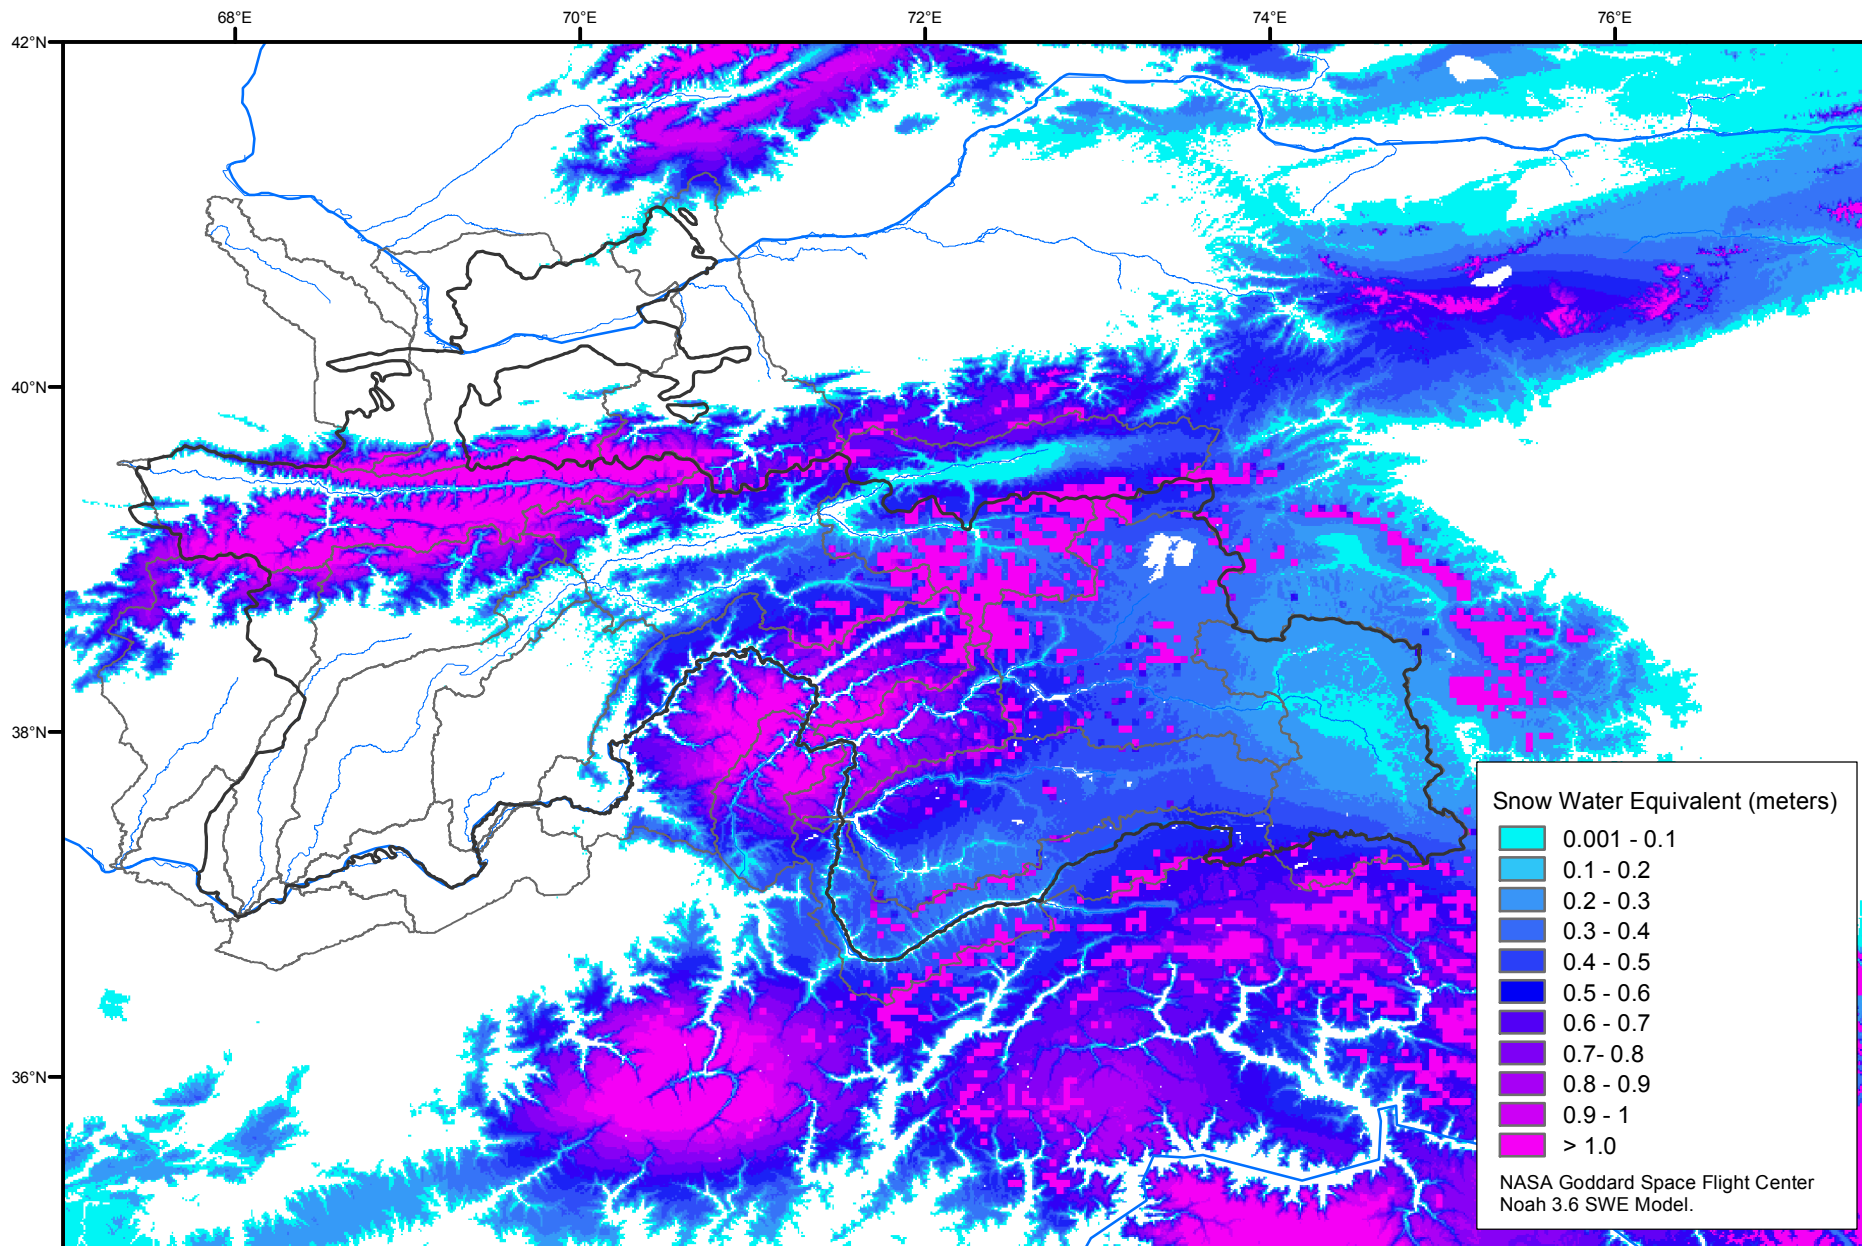 68°E
70°E
72°E
74°E
76°E
42°N
40°N
38°N
36°N
Snow Water Equivalent (meters)
0.001 - 0.1
0.1 - 0.2
0.2 - 0.3
0.3 - 0.4
0.4 - 0.5
0.5 - 0.6
0.6 - 0.7
0.7- 0.8
0.8 - 0.9
0.9 - 1
> 1.0
NASA Goddard Space Flight Center
Noah 3.6 SWE Model.